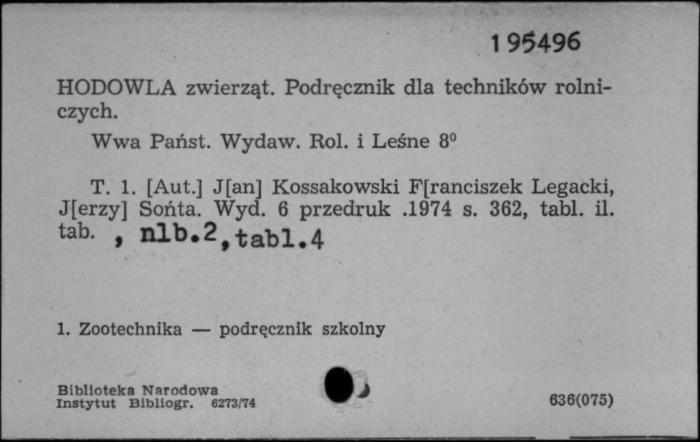 195496
HODOWLA zwierząt. Podręcznik dla techników rolni-
czych.
Wwa Państ. Wydaw. Rol. i Leśne 8⁰
T. 1. [Aut.] J[an] Kossakowski F[ranciszek Legacki,
J[erzy] Sońta. Wyd. 6 przedruk .1974 s. 362, tabl. il.
tab. , nlb.2,tabl.4
1. Zootechnika — podręcznik szkolny
Biblioteka Narodowa
Instytut Bibliogr. 6273/74
636(075)